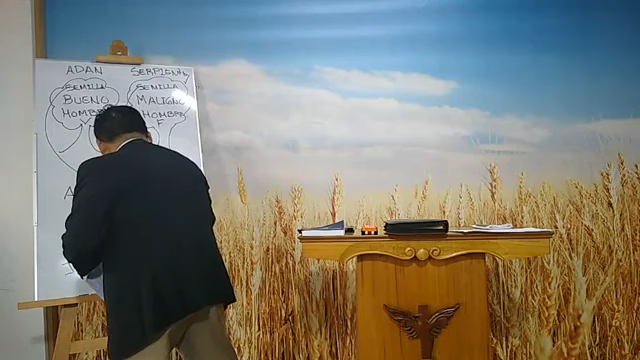 ADAN
SERPIENTE
SEMILLA
BUENO
HOMBRE
SEMILLA
MALIGNO
HOMBRE
F
A